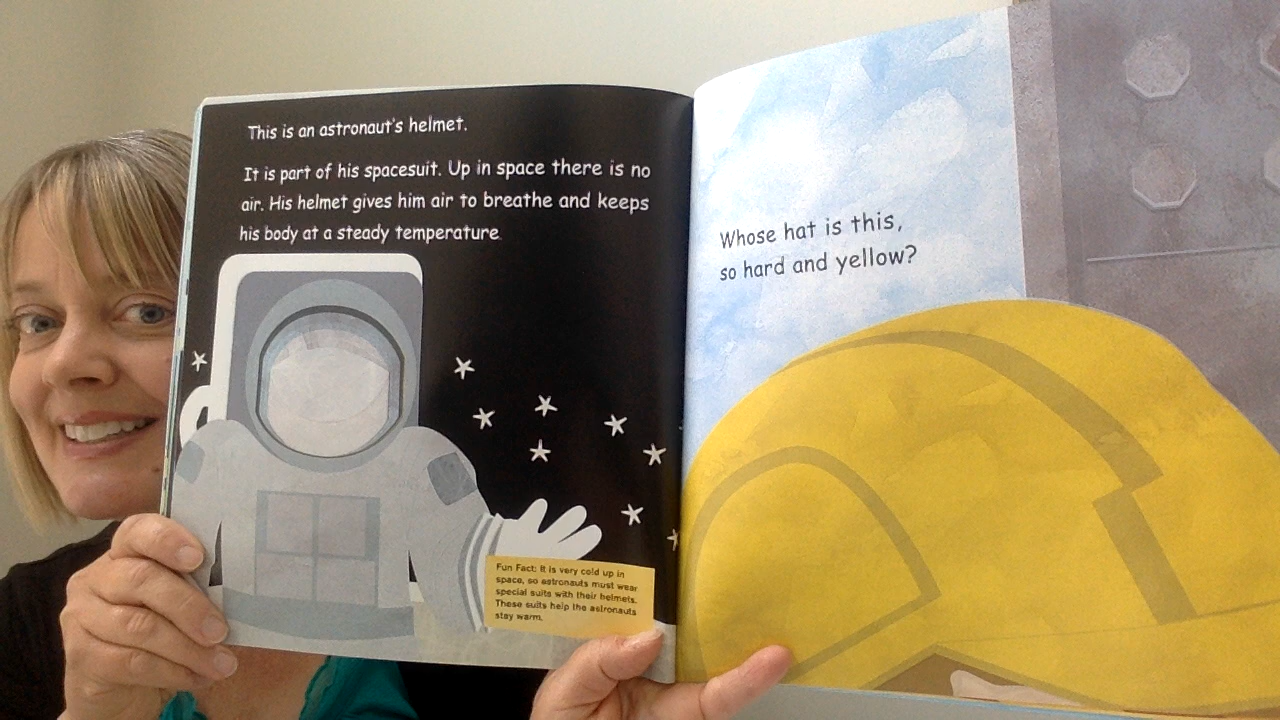 This is an astronaut's helmet.
It is part of his spacesuit. Up in space there is no
air. His helmet gives him air to breathe and keeps
his body at a steady temperature.
Fun Fact: It is very cold up in
space, so astronauts must wear
special suits with their helmets.
These suits help the astronauts
stay warm.
Whose hat is this,
so hard and yellow?